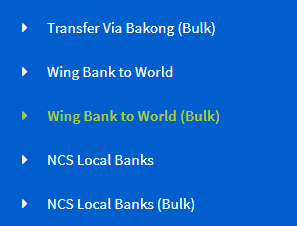 Transfer Via Bakong (Bulk)
Wing Bank to World
Wing Bank to World (Bulk)
NCS Local Banks
NCS Local Banks (Bulk)